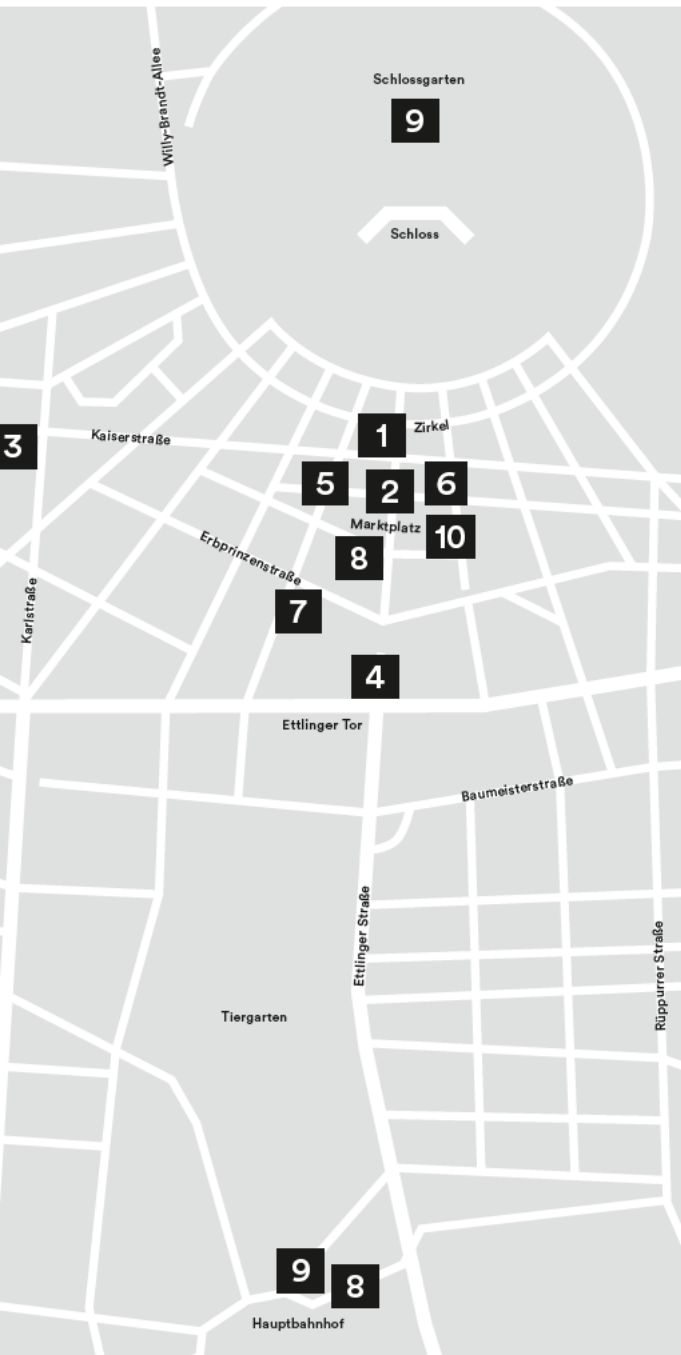 Willy-Brandt-Allee
Schlossgarten
9
Schloss
3
Kaiserstraße
1
Zirkel
5
2
6
Marktplatz
10
8
Erbprinzenstraße
7
Karlstraße
4
Ettlinger Tor
Baumeisterstraße
Ettlinger Straße
Rüppurrer Straße
Tiergarten
9
8
Hauptbahnhof